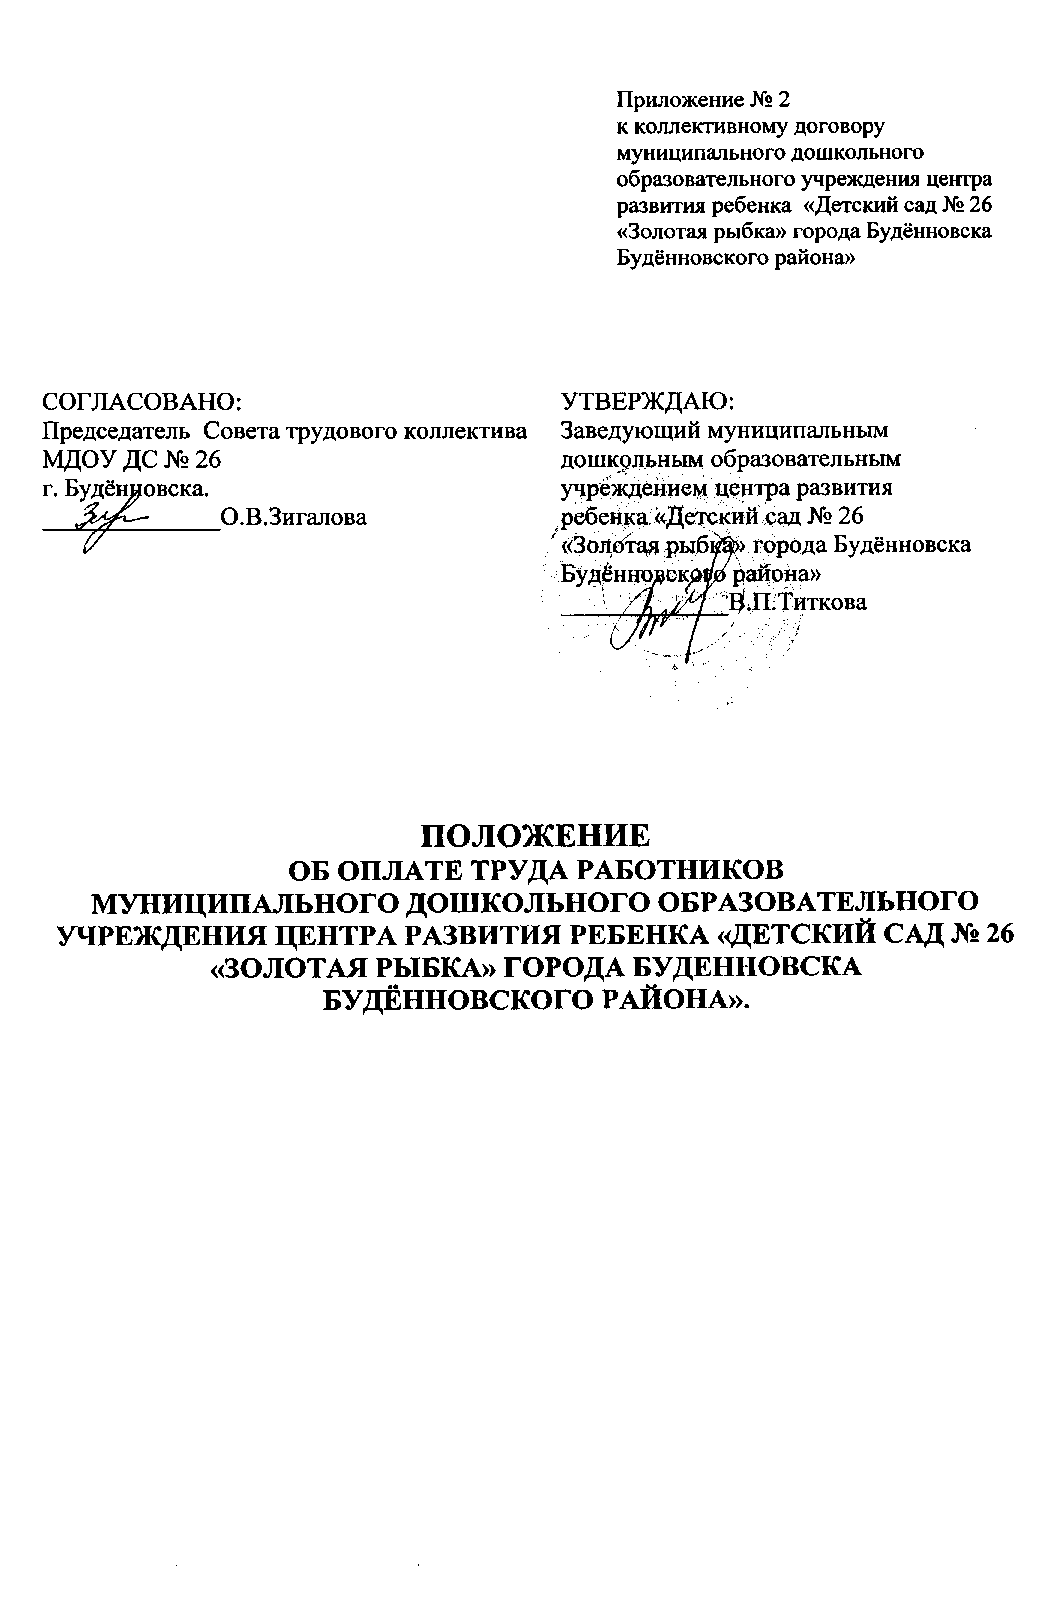 Приложение № 2
к коллективному договору
муниципального дошкольного
образовательного учреждения центра
развития ребенка «Детский сад № 26
«Золотая рыбка» города Будённовска
Будённовского района»
СОГЛАСОВАНО:
Председатель Совета трудового коллектива
МДОУ ДС № 26
г. Будённовска.
О.В.Зигалова
УТВЕРЖДАЮ:
Заведующий муниципальным
дошкольным образовательным
учреждением центра развития
ребенка «Детский сад № 26
«Золотая рыбка» города Будённовска
Будённовского района»
В.П.Титкова
ПОЛОЖЕНИЕ
ОБ ОПЛАТЕ ТРУДА РАБОТНИКОВ
МУНИЦИПАЛЬНОГО ДОШКОЛЬНОГО ОБРАЗОВАТЕЛЬНОГО
УЧРЕЖДЕНИЯ ЦЕНТРА РАЗВИТИЯ РЕБЕНКА «ДЕТСКИЙ САД № 26
«ЗОЛОТАЯ РЫБКА» ГОРОДА БУДЕННОВСКА
БУДЁННОВСКОГО РАЙОНА».